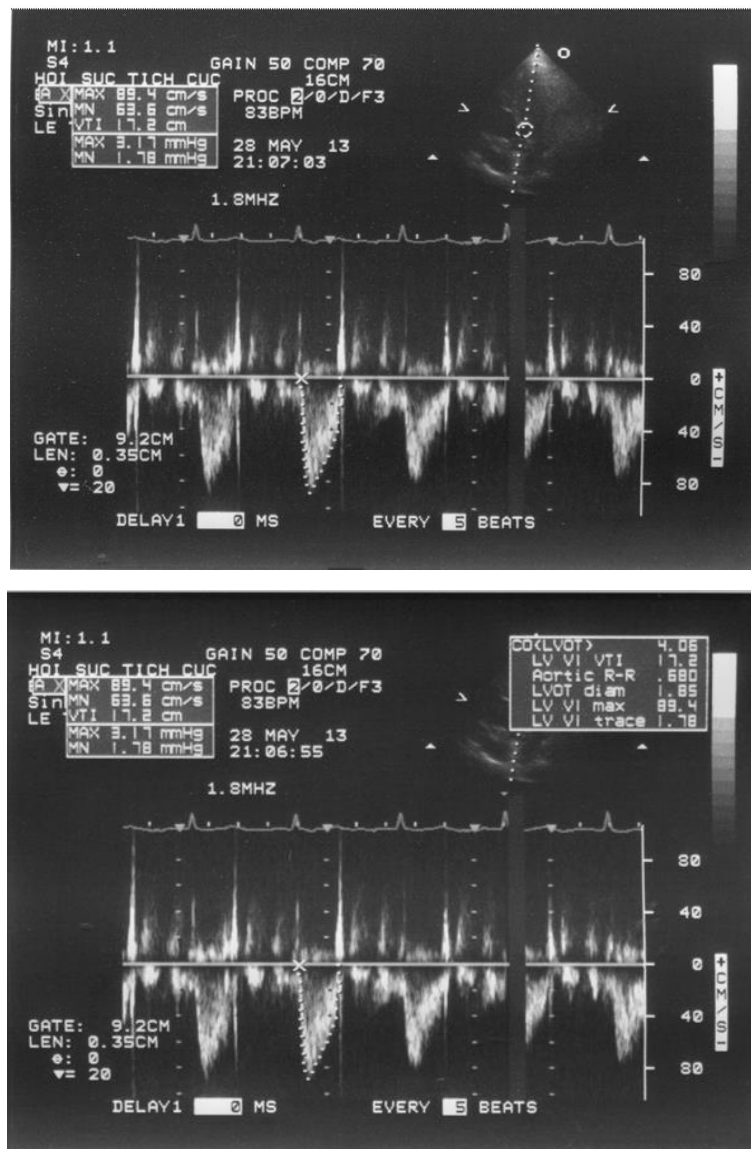 MI:1.1
S4
GAIN 50 COMP 70
HOI SUC TICH CUC
16CM
MAX 89.4 cm/s
PROC 2/0/D/F3
MN 63.6 cm/s
83BPM
VTI 17.2 cm
MAX 3.17 mmHg
28 MAY 13
MN 1.78 mmHg
21:07:03
1.8MHZ
80
40
0
+CM/S-
40
80
GATE: 9.2CM
LEN: 0.35CM
θ: 0
▼= 20
DELAY1 0 MS EVERY 5 BEATS
MI:1.1
S4
GAIN 50 COMP 70
HOI SUC TICH CUC
16CM
MAX 89.4 cm/s
PROC 2/0/D/F3
MN 63.6 cm/s
83BPM
VTI 17.2 cm
MAX 3.17 mmHg
28 MAY 13
MN 1.78 mmHg
21:06:55
CO<LVOT> 4.06
LV VI VTI 17.2
Aortic R-R .680
LVOT diam 1.85
LV VI max 89.4
LV VI trace 1.78
1.8MHZ
80
40
0
+CM/S-
40
80
GATE: 9.2CM
LEN: 0.35CM
θ: 0
▼= 20
DELAY1 0 MS EVERY 5 BEATS